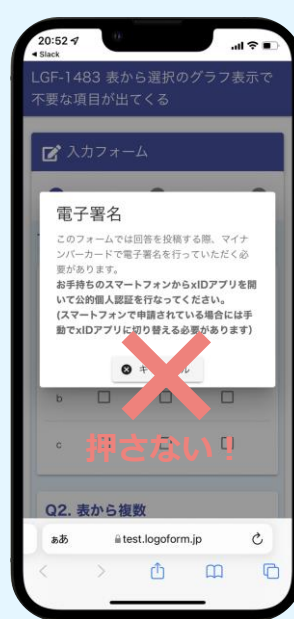 20:52
Slack
LGF-1483 表から選択のグラフ表示で
不要な項目が出てくる
入力フォーム
電子署名
このフォームでは回答を投稿する際、マイナ
ンバーカードで電子署名を行っていただく必
要があります。
お手持ちのスマートフォンからxIDアプリを開
いて公的個人認証を行なってください。
(スマートフォンで申請されている場合には手
動でxIDアプリに切り替える必要があります)
b
c
押さない！
Q2. 表から複数
ああ
test.logoform.jp